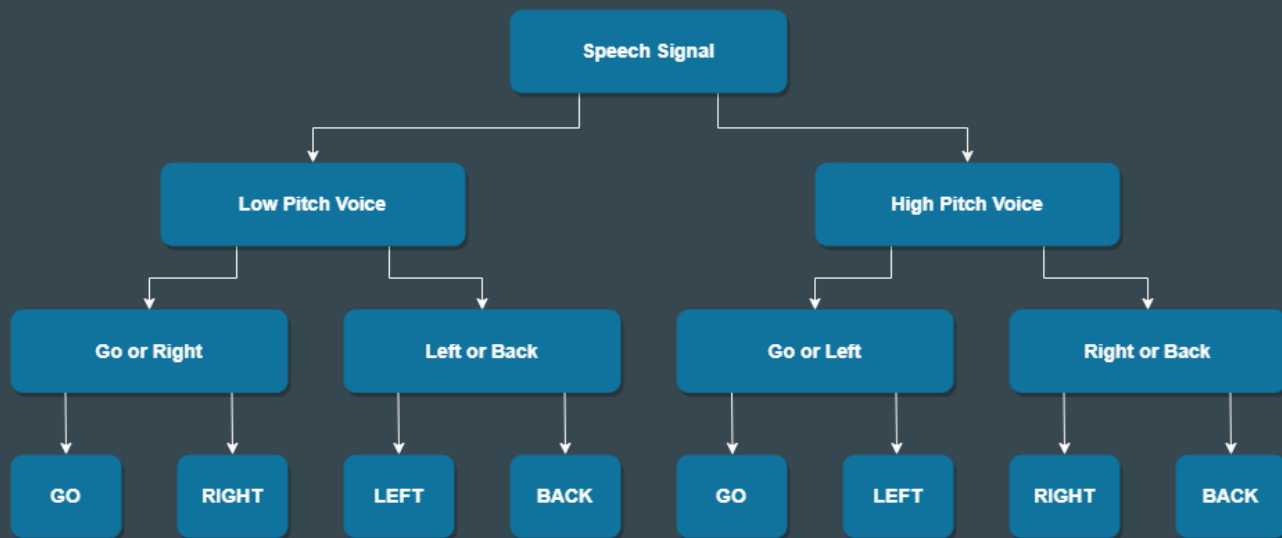 Speech Signal
Low Pitch Voice
High Pitch Voice
Go or Right
Left or Back
Go or Left
Right or Back
GO
RIGHT
LEFT
BACK
GO
LEFT
RIGHT
BACK